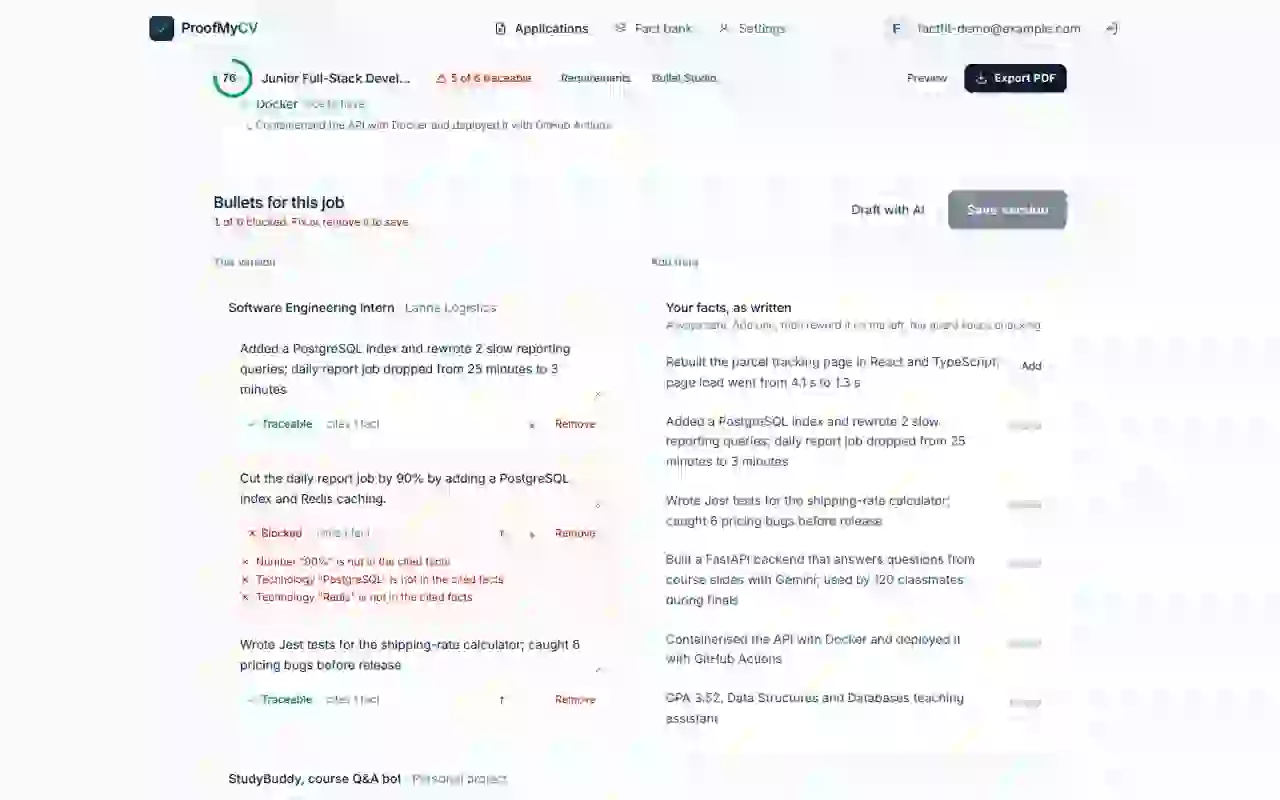 ProofMyCV
Applications
Fact bank
Settings
F
factfit-demo@example.com
76
Junior Full-Stack Devel...
5 of 6 traceable
Requirements
Bullet Studio
Preview
Export PDF
Docker nice to have
Containerised the API with Docker and deployed it with GitHub Actions
Bullets for this job
1 of 6 blocked. Fix or remove it to save.
Draft with AI
Save version
This version
Software Engineering Intern
Logistics
Added a PostgreSQL index and rewrote 2 slow reporting
queries; daily report job dropped from 25 minutes to 3
minutes
Traceable cites 1 fact
Remove
Cut the daily report job by 90% by adding a PostgreSQL
index and Redis caching.
Blocked cites 1 fact
Remove
× Number "90%" is not in the cited facts
× Technology "PostgreSQL" is not in the cited facts
× Technology "Redis" is not in the cited facts
Wrote Jest tests for the shipping-rate calculator; caught 6
pricing bugs before release
Traceable cites 1 fact
Remove
StudyBuddy, course Q&A bot Personal project
Your facts, as written
Add one, then reword it on the left, the guard keeps checking
Rebuilt the parcel tracking page in React and TypeScript;
page load went from 4.1 s to 1.3 s
Add
Added a PostgreSQL index and rewrote 2 slow
reporting queries; daily report job dropped from 25
minutes to 3 minutes
Wrote Jest tests for the shipping-rate calculator;
caught 6 pricing bugs before release
Built a FastAPI backend that answers questions from
course slides with Gemini; used by 120 classmates
during finals
Containerised the API with Docker and deployed it
with GitHub Actions
GPA 3.52, Data Structures and Databases teaching
assistant